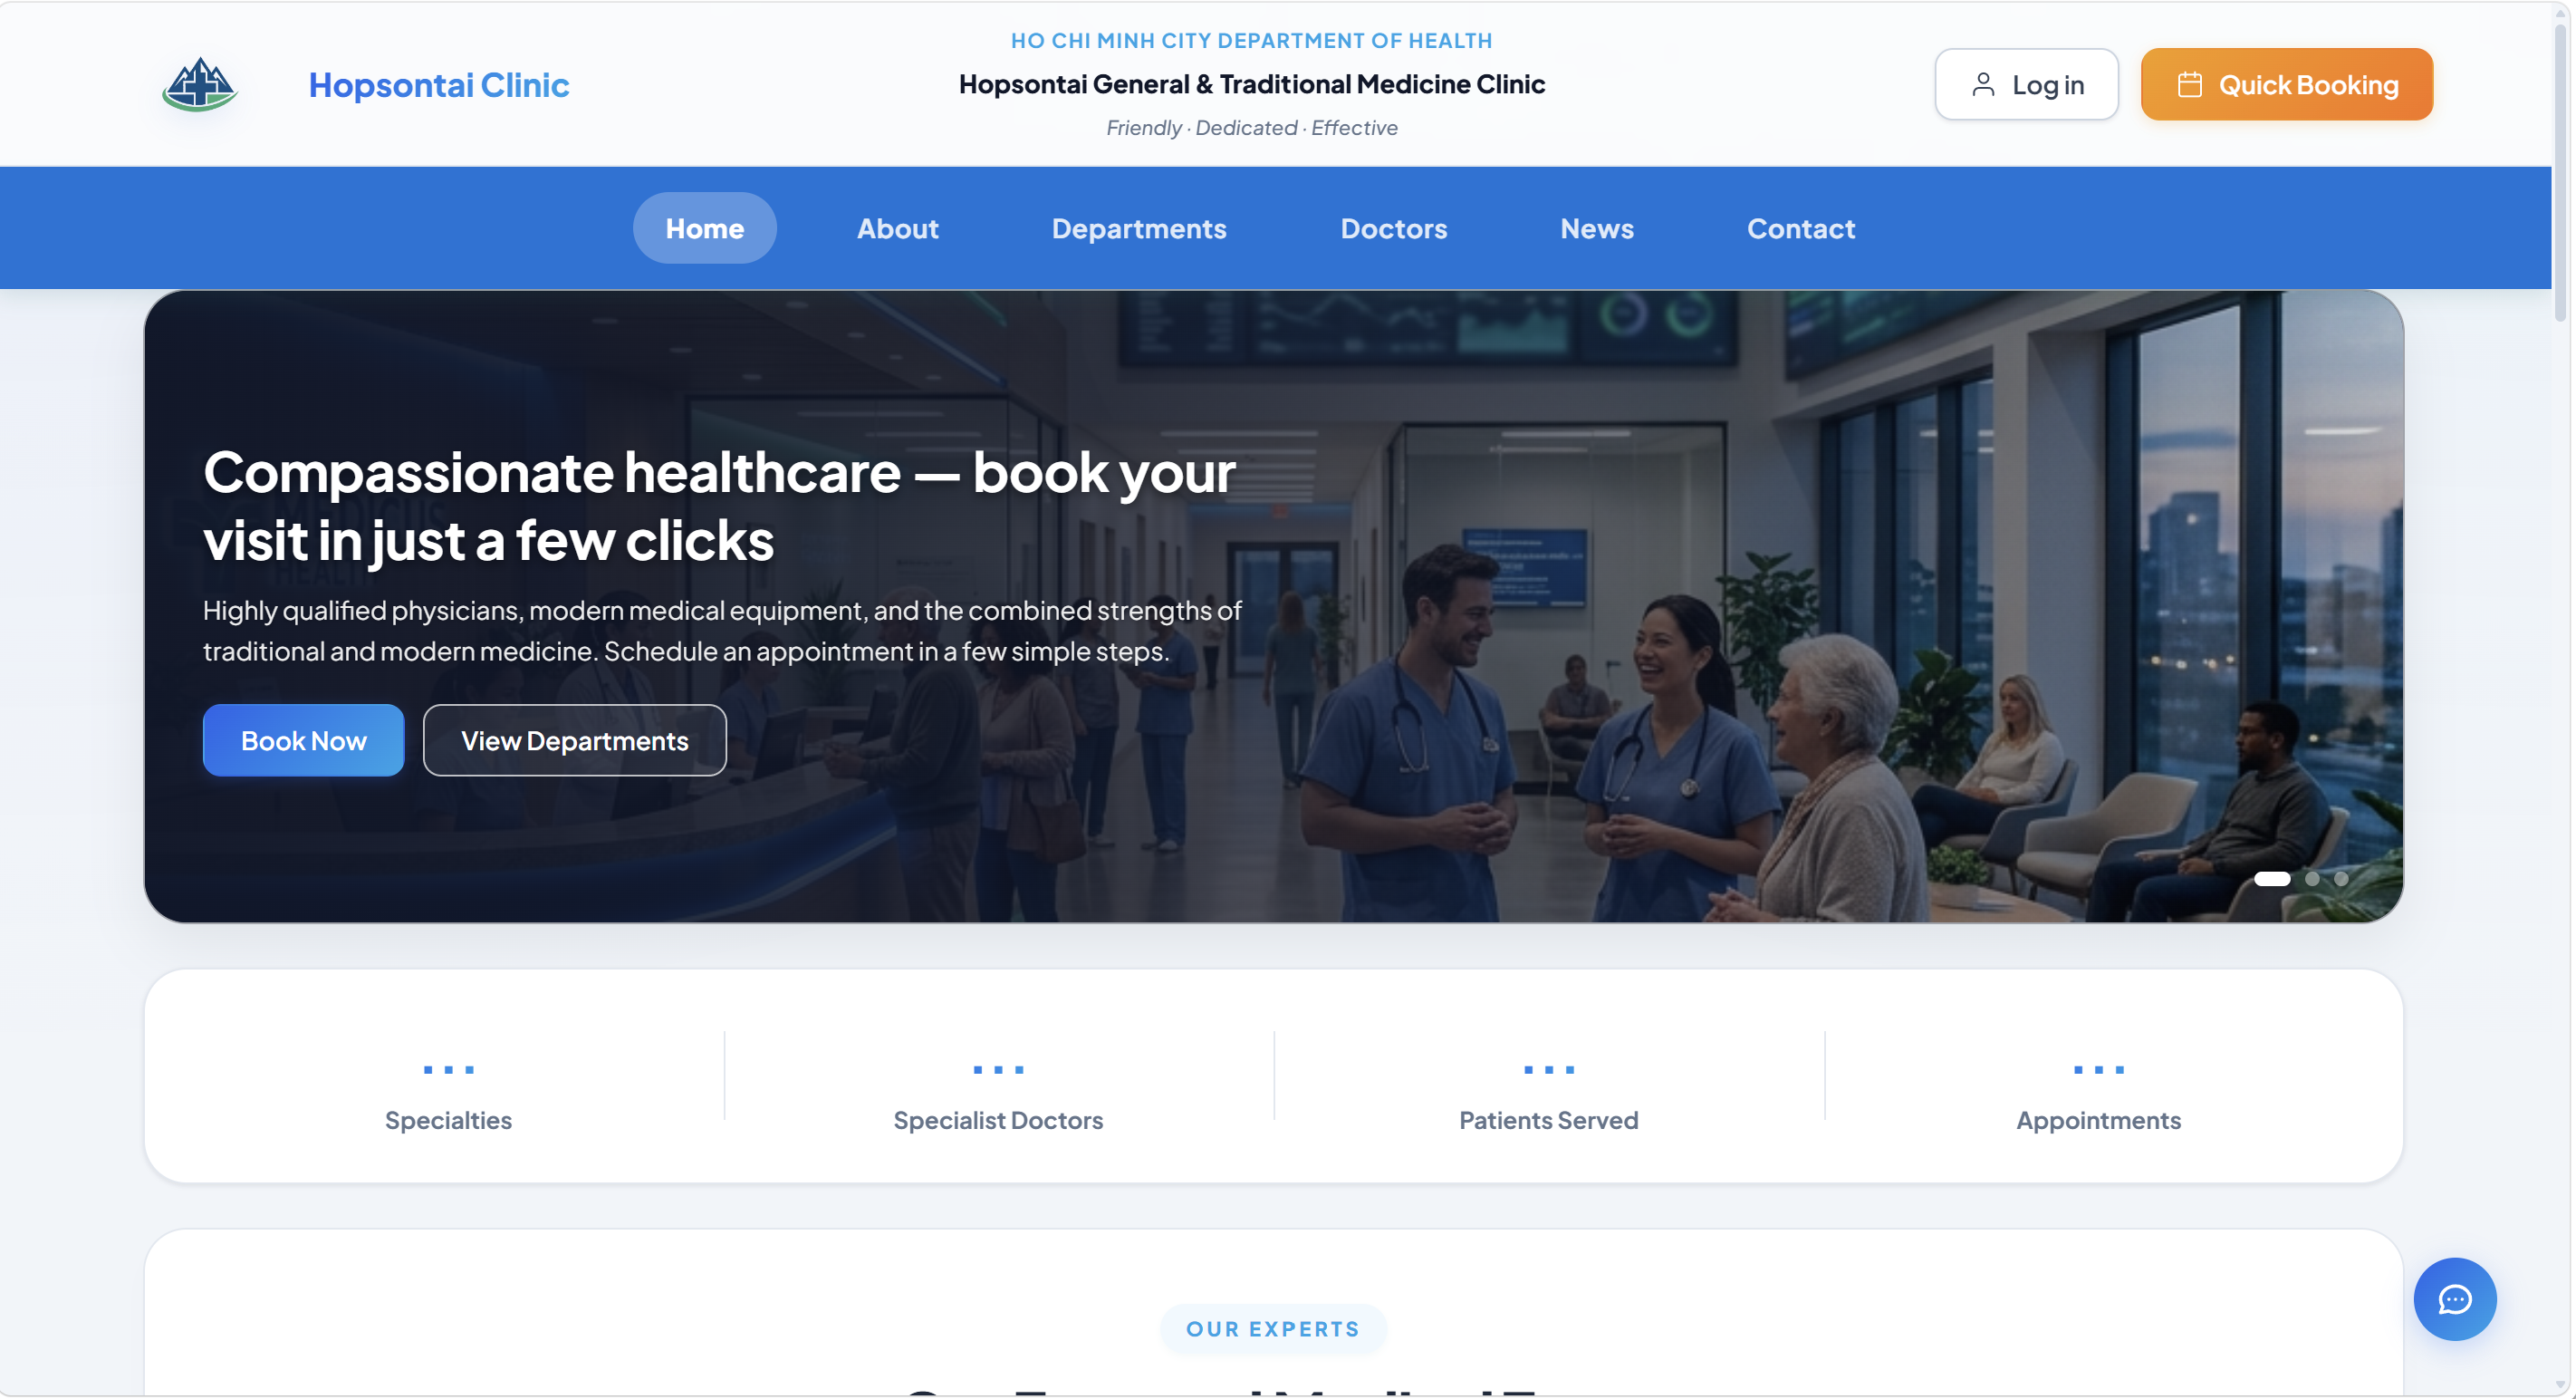 HO CHI MINH CITY DEPARTMENT OF HEALTH
Hopsontai Clinic
Hopsontai General & Traditional Medicine Clinic
Friendly · Dedicated · Effective
Log in
Quick Booking
Home
About
Departments
Doctors
News
Contact
Compassionate healthcare — book your
visit in just a few clicks
Highly qualified physicians, modern medical equipment, and the combined strengths of
traditional and modern medicine. Schedule an appointment in a few simple steps.
Book Now
View Departments
...
Specialties
...
Specialist Doctors
...
Patients Served
...
Appointments
OUR EXPERTS